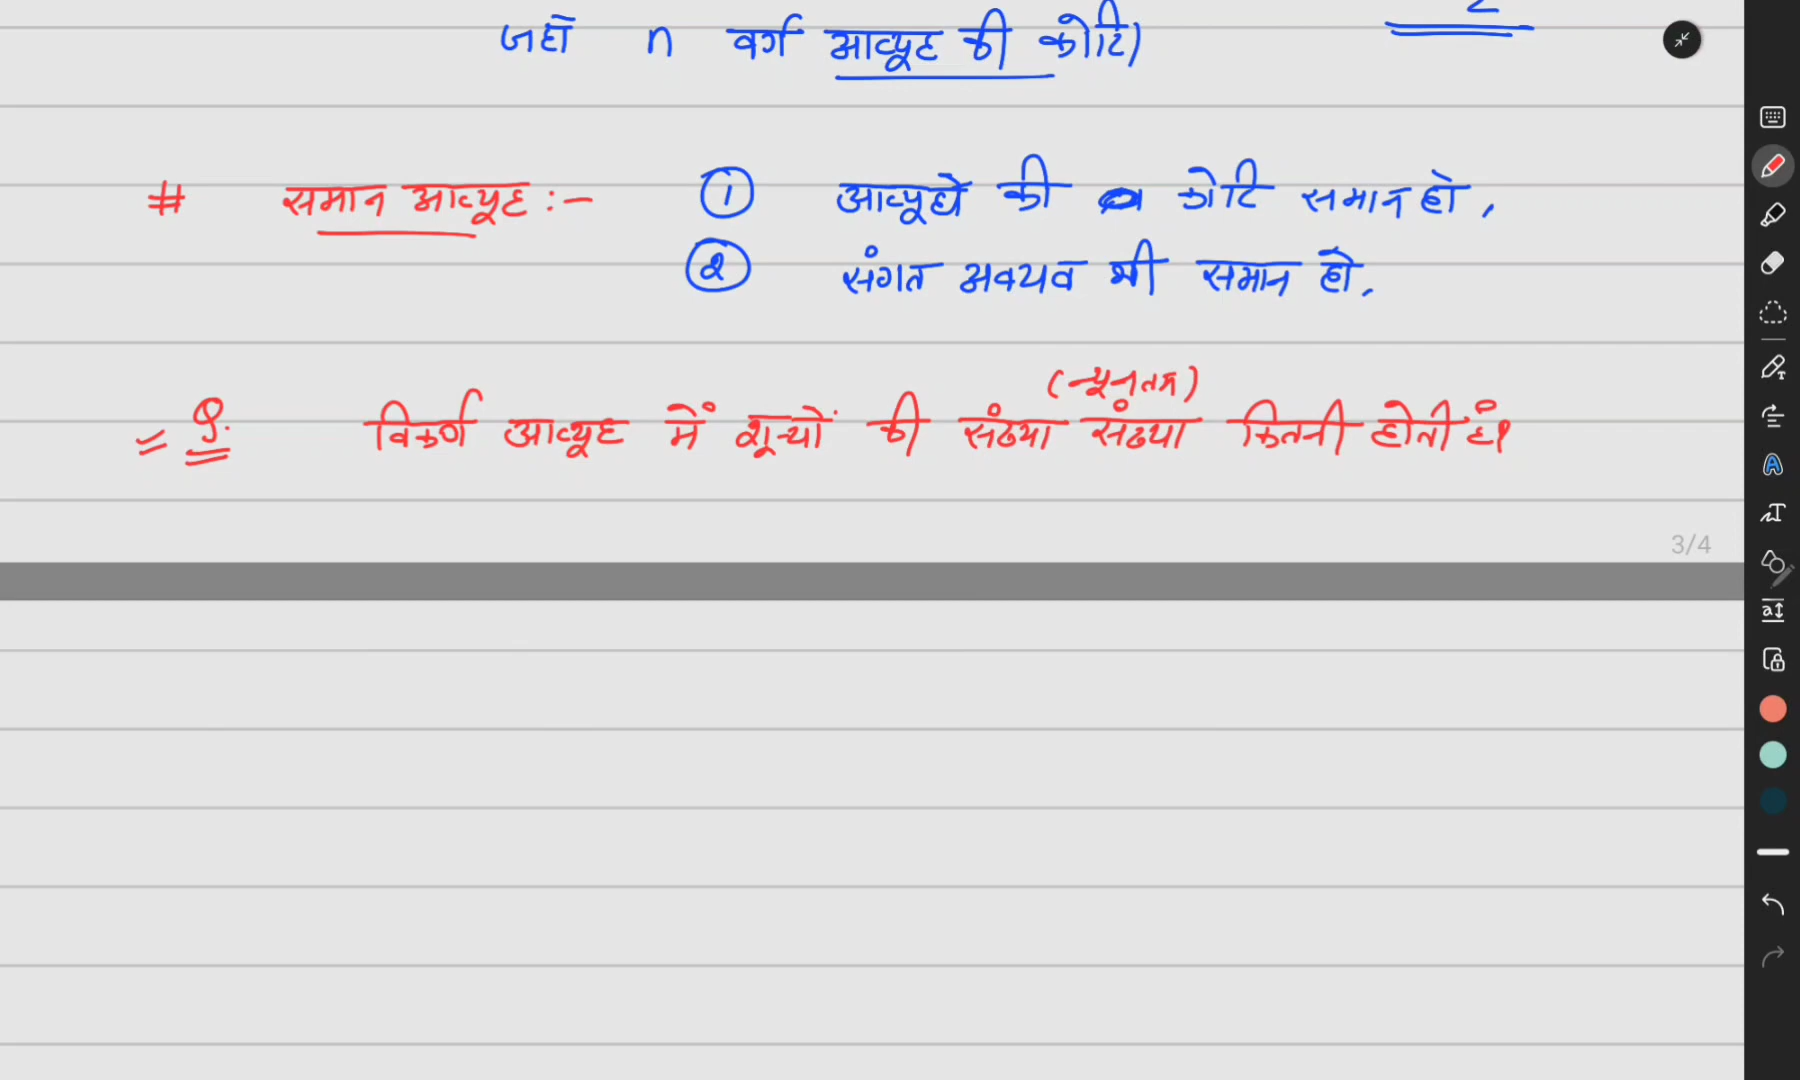 जहाँ n वर्ग आव्यूह की कोटि।
# समान आव्यूह :- ① आव्यूहों की कोटि समान हो,
② संगत अवयव भी समान हो,
(न्यूनतम)
Q. विकर्ण आव्यूह में शून्यों की संख्या संख्या कितनी होती है?
3/4